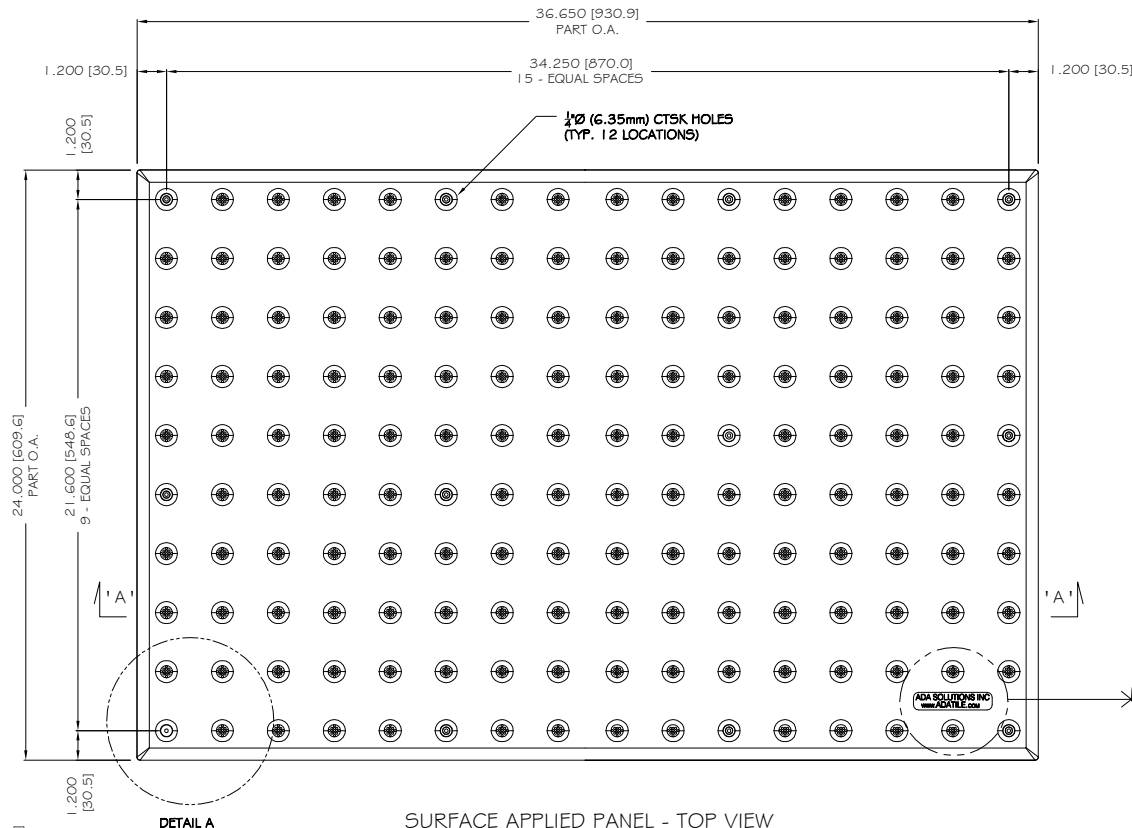 36.650 [930.9]
PART O.A.
1.200 [30.5]
34.250 [870.0]
15 - EQUAL SPACES
1.200 [30.5]
1/4"Ø (6.35mm) CTSK HOLES
(TYP. 12 LOCATIONS)
1.200
[30.5]
24.000 [609.6]
PART O.A.
21.600 [548.6]
9 - EQUAL SPACES
'A'
'A'
ADA SOLUTIONS INC
www.ADATILE.COM
1.200
[30.5]
]
DETAIL A
SURFACE APPLIED PANEL - TOP VIEW